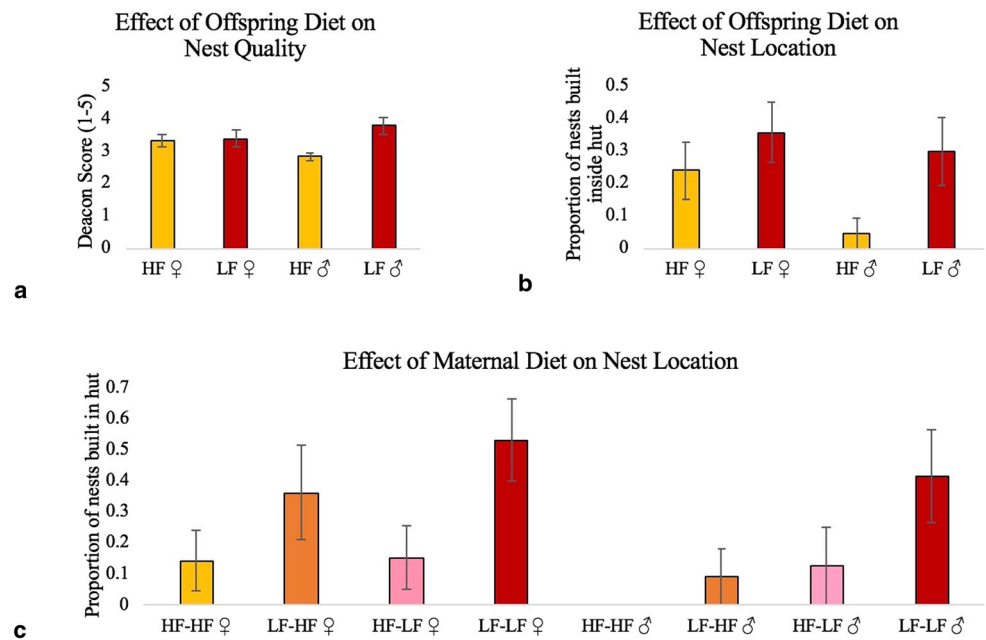 Effect of Offspring Diet on
Nest Quality
Deacon Score (1-5)
5
4
3
2
1
0
HF ♀ LF ♀ HF ♂ LF ♂
a
Effect of Offspring Diet on
Nest Location
Proportion of nests built
inside hut
0.5
0.4
0.3
0.2
0.1
0
HF ♀ LF ♀ HF ♂ LF ♂
b
Effect of Maternal Diet on Nest Location
Proportion of nests built in hut
0.7
0.6
0.5
0.4
0.3
0.2
0.1
0
HF-HF ♀ LF-HF ♀ HF-LF ♀ LF-LF ♀ HF-HF ♂ LF-HF ♂ HF-LF ♂ LF-LF ♂
c